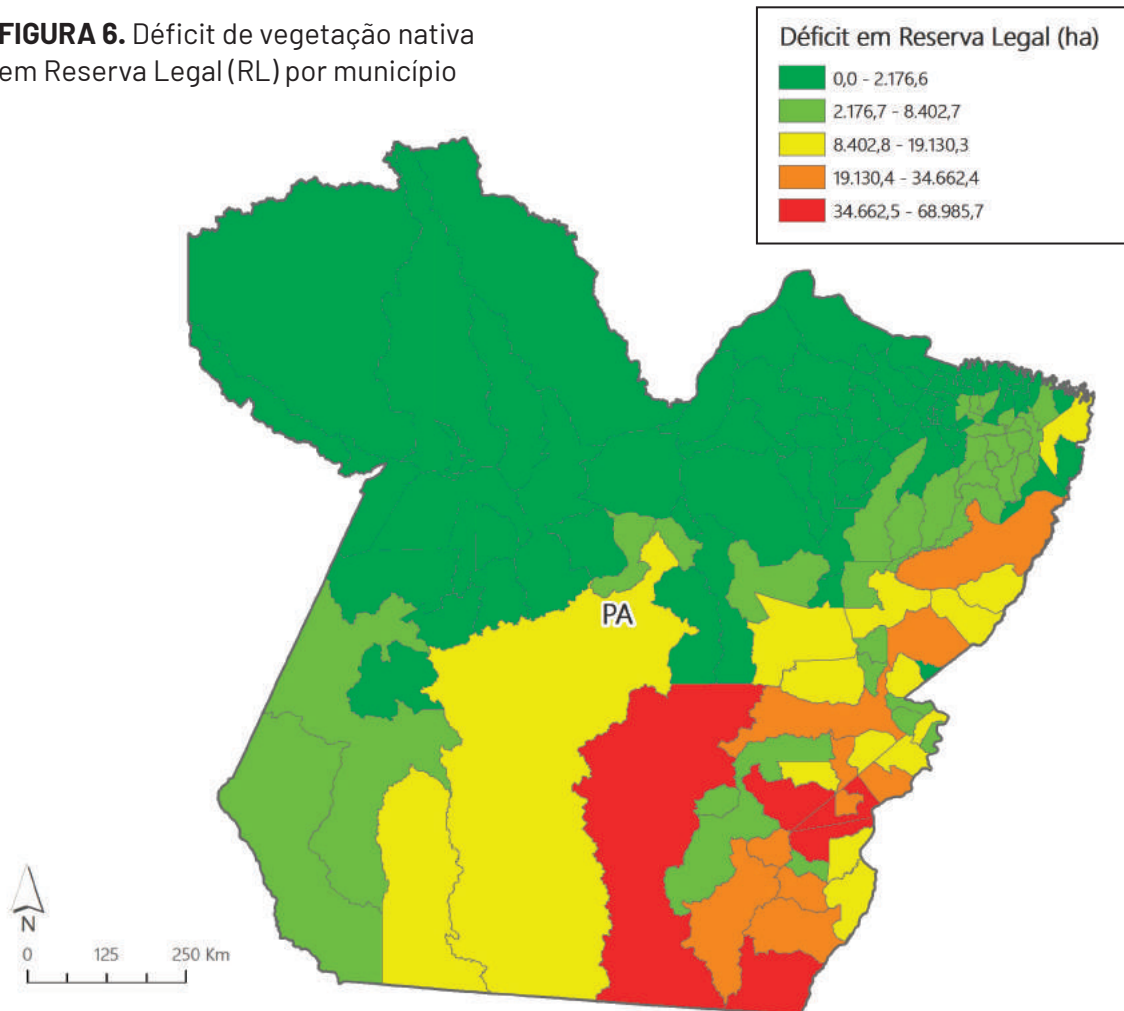 FIGURA 6. Déficit de vegetação nativa
em Reserva Legal (RL) por município
Déficit em Reserva Legal (ha)
0,0 - 2.176,6
2.176,7 - 8.402,7
8.402,8 - 19.130,3
19.130,4 - 34.662,4
34.662,5 - 68.985,7
PA
N
0 125 250 Km